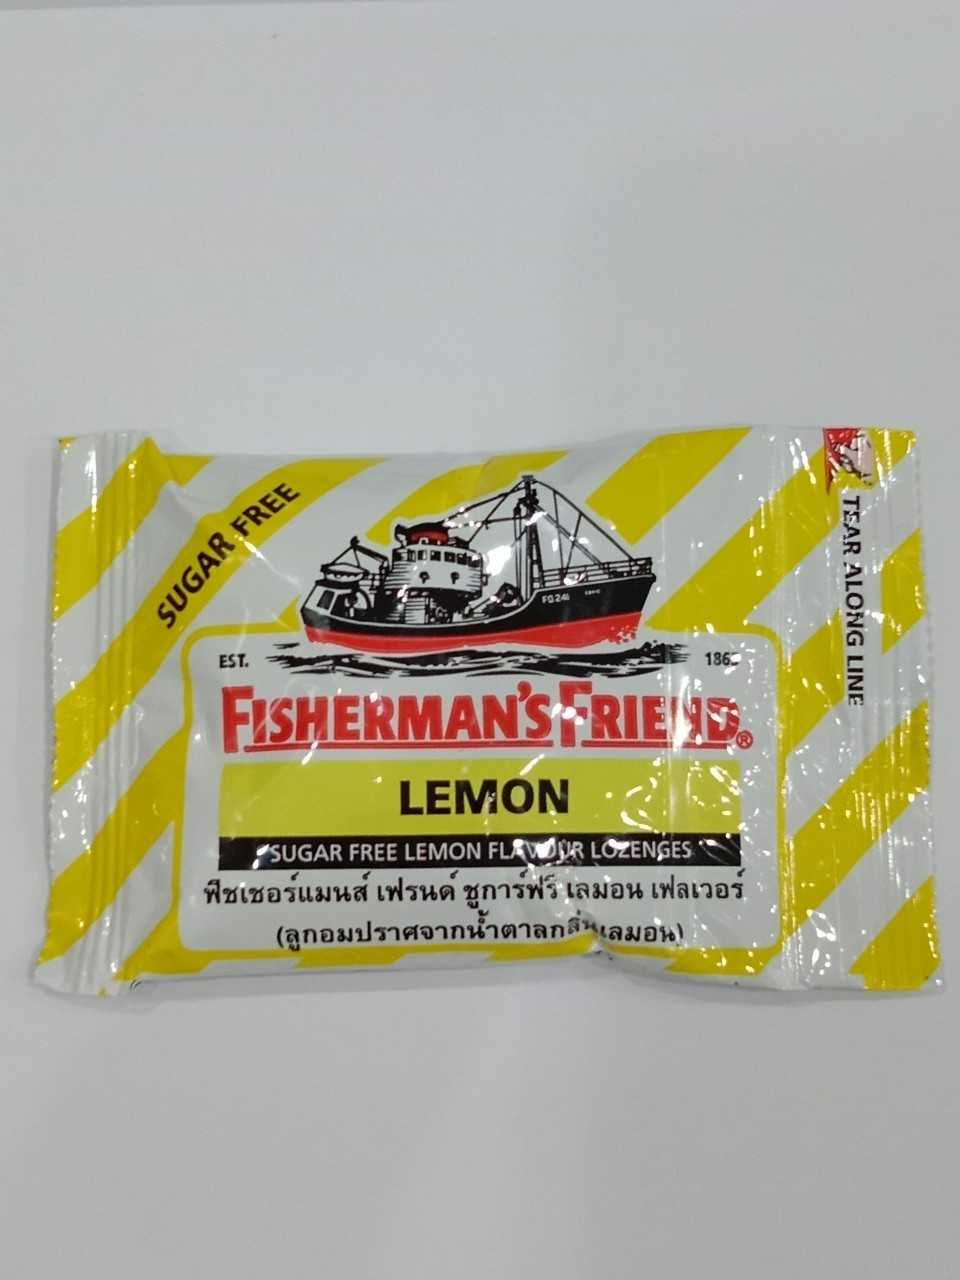 SUGAR FREE
TEAR ALONG LINE
FG.241
EST.
FISHERMAN'S FRIEND®
LEMON
SUGAR FREE LEMON FLAVOUR LOZENGES
ฟิชเชอร์แมนส์ เฟรนด์ ชูการ์ฟรี เลมอน เฟลเวอร์
(ลูกอมปราศจากน้ำตาลกลิ่นเลมอน)